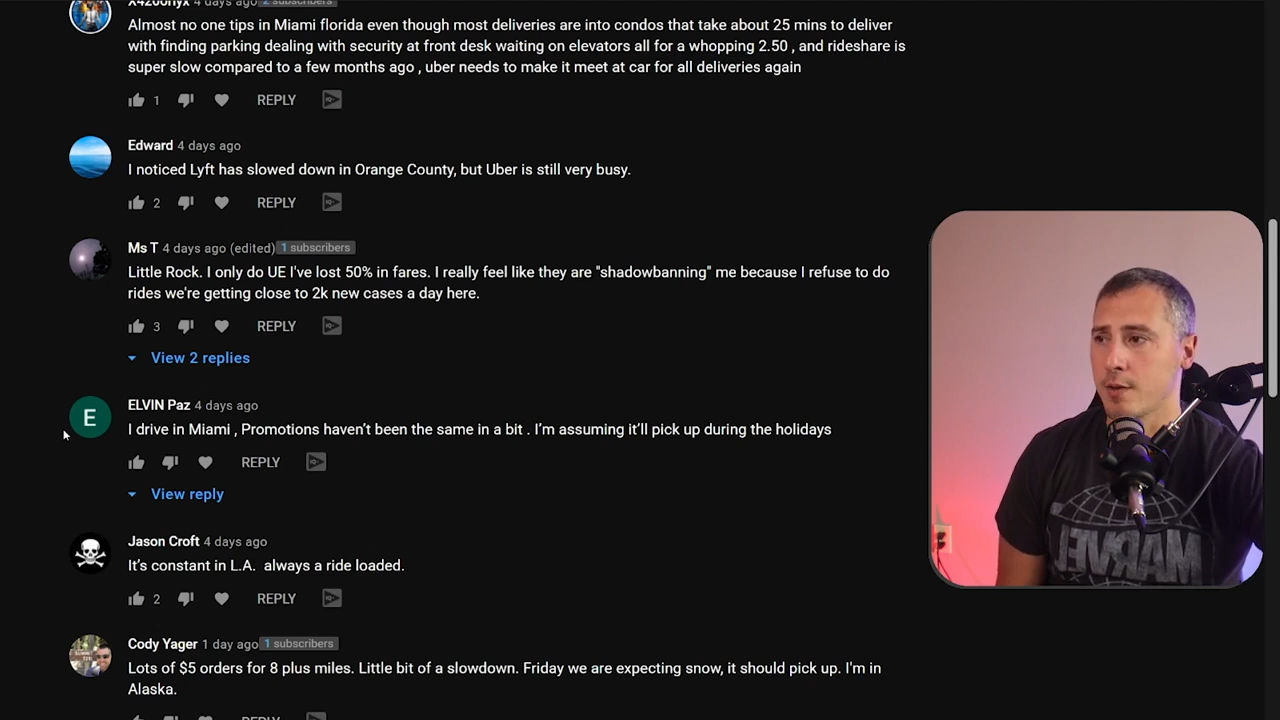 X4200nyx 4 days ago 2 subscribers
Almost no one tips in Miami florida even though most deliveries are into condos that take about 25 mins to deliver
with finding parking dealing with security at front desk waiting on elevators all for a whopping 2.50 , and rideshare is
super slow compared to a few months ago , uber needs to make it meet at car for all deliveries again
1 REPLY
Edward 4 days ago
I noticed Lyft has slowed down in Orange County, but Uber is still very busy.
2 REPLY
Ms T 4 days ago (edited) 1 subscribers
Little Rock. I only do UE I've lost 50% in fares. I really feel like they are "shadowbanning" me because I refuse to do
rides we're getting close to 2k new cases a day here.
3 REPLY
View 2 replies
E
ELVIN Paz 4 days ago
I drive in Miami , Promotions haven’t been the same in a bit . I’m assuming it’ll pick up during the holidays
REPLY
View reply
Jason Croft 4 days ago
It’s constant in L.A. always a ride loaded.
2 REPLY
Cody Yager 1 day ago 1 subscribers
Lots of $5 orders for 8 plus miles. Little bit of a slowdown. Friday we are expecting snow, it should pick up. I'm in
Alaska.
REPLY
MARVEL